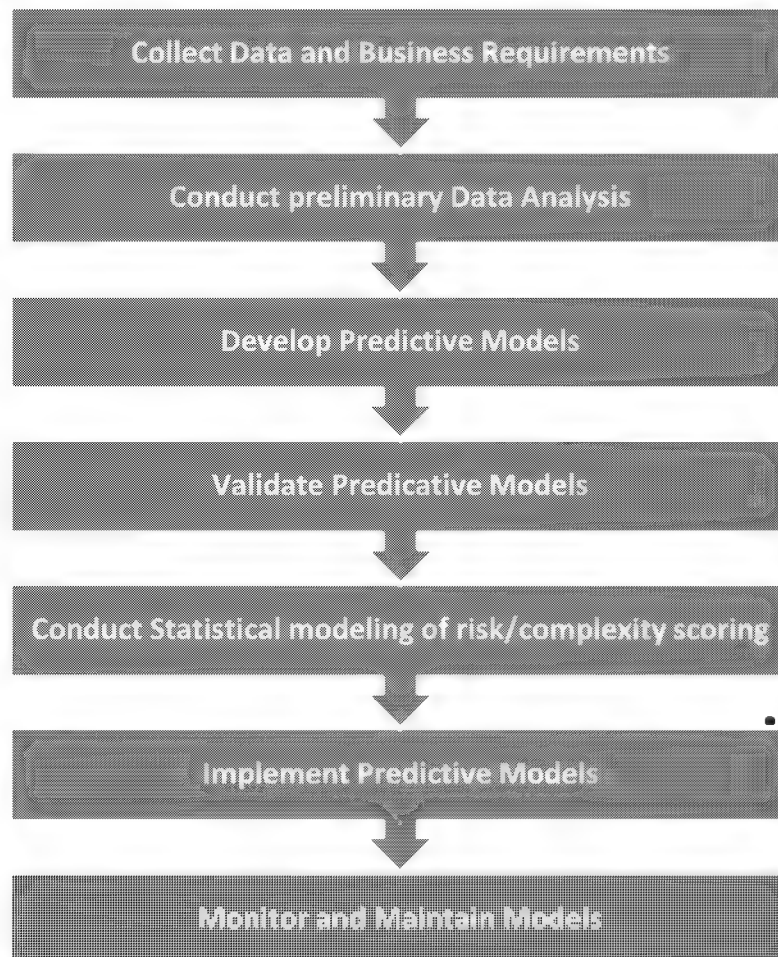 Collect Data and Business Requirements
Conduct preliminary Data Analysis
Develop Predictive Models
Validate Predicative Models
Conduct Statistical modeling of risk/complexity scoring
Implement Predictive Models
Monitor and Maintain Models